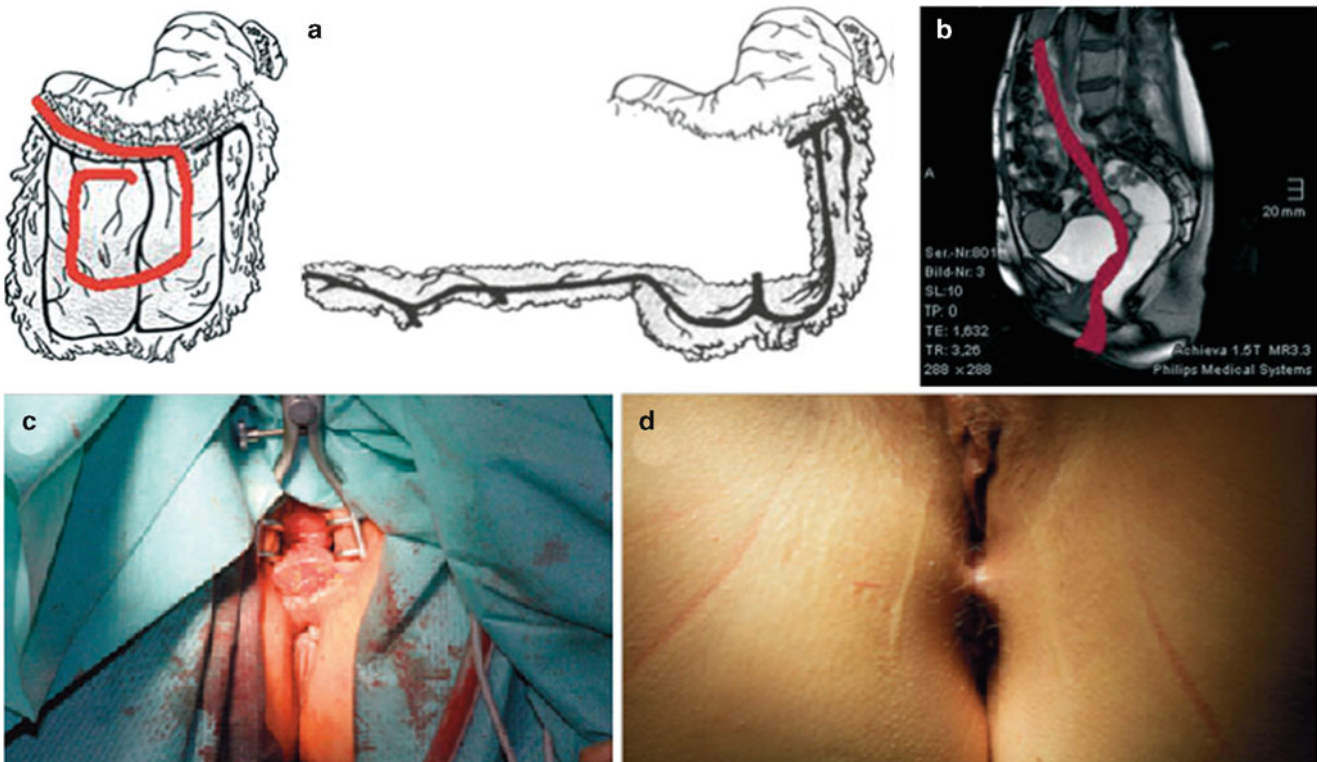 a
b
A
20 mm
Ser.-Nr:801
Bild-Nr: 3
SL:10
TP: 0
TE: 1,632
TR: 3,26
288 × 288
Achieva 1.5T MR3.3
Philips Medical Systems
c
d